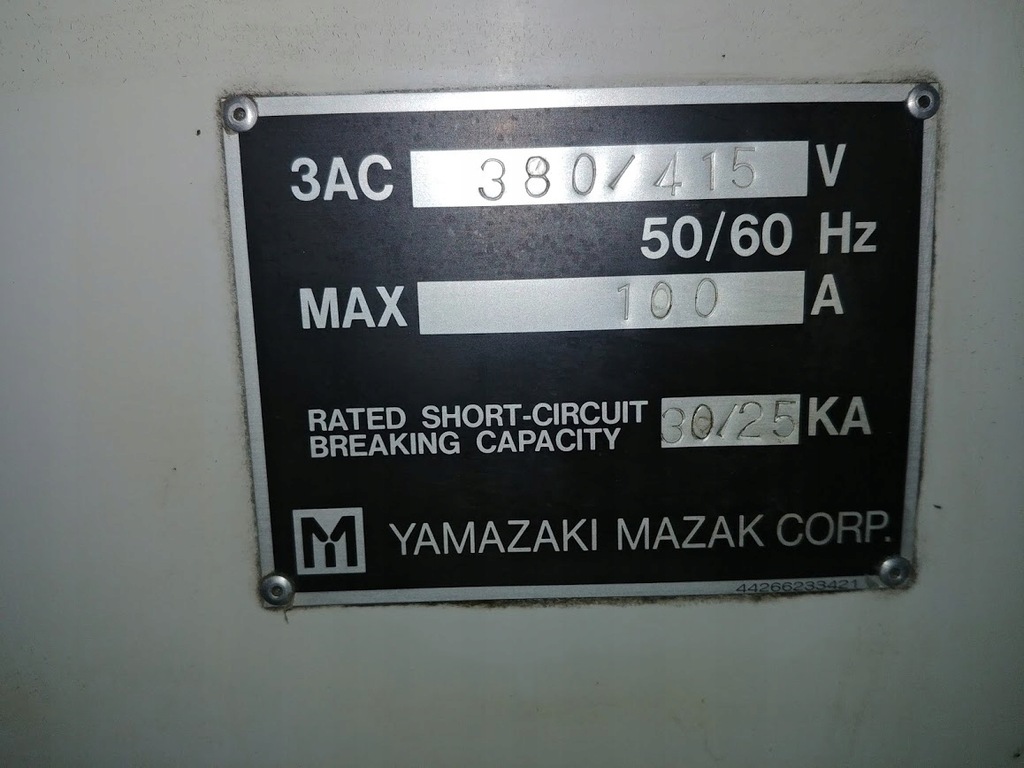 3AC 380/415 V
50/60 Hz
MAX 100 A
RATED SHORT-CIRCUIT
BREAKING CAPACITY 30/25 KA
M YAMAZAKI MAZAK CORP.
44266233421